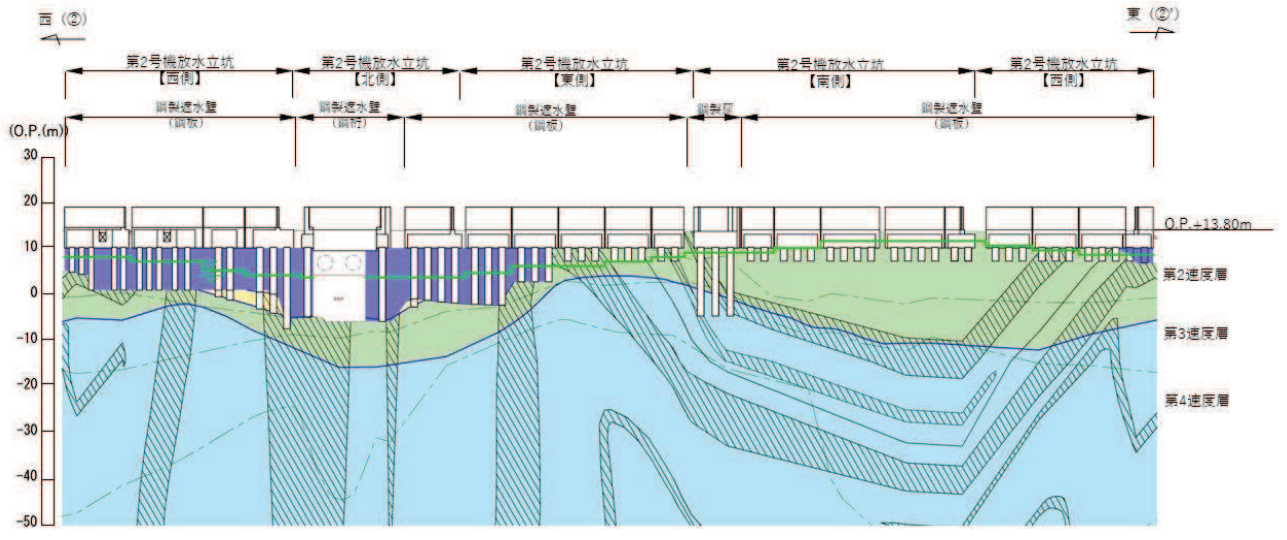 西（②）
東（②'）
第2号機放水立坑
【西側】
第2号機放水立坑
【北側】
第2号機放水立坑
【東側】
第2号機放水立坑
【南側】
第2号機放水立坑
【西側】
鋼製遮水壁
（鋼板）
鋼製遮水壁
（鋼桁）
鋼製遮水壁
（鋼板）
鋼製扉
鋼製遮水壁
（鋼板）
(O.P.(m))
30
20
10
0
-10
-20
-30
-40
-50
O.P.+13.80m
第2速度層
第3速度層
第4速度層